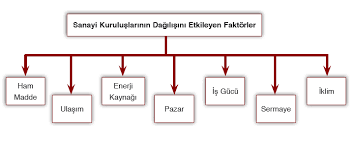 Sanayi Kuruluşlarının Dağılışını Etkileyen Faktörler
Ham
Madde
Ulaşım
Enerji
Kaynağı
Pazar
İş Gücü
Sermaye
İklim